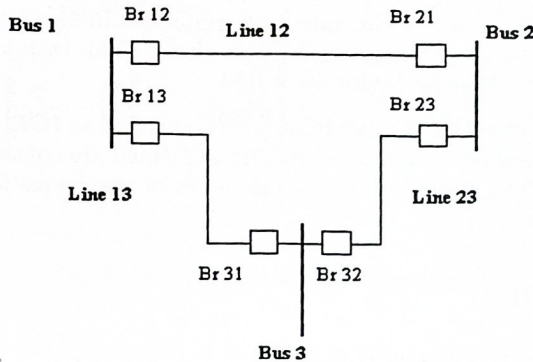 Bus 1
Br 12
Line 12
Br 21
Bus 2
Br 13
Br 23
Line 13
Line 23
Br 31
Br 32
Bus 3